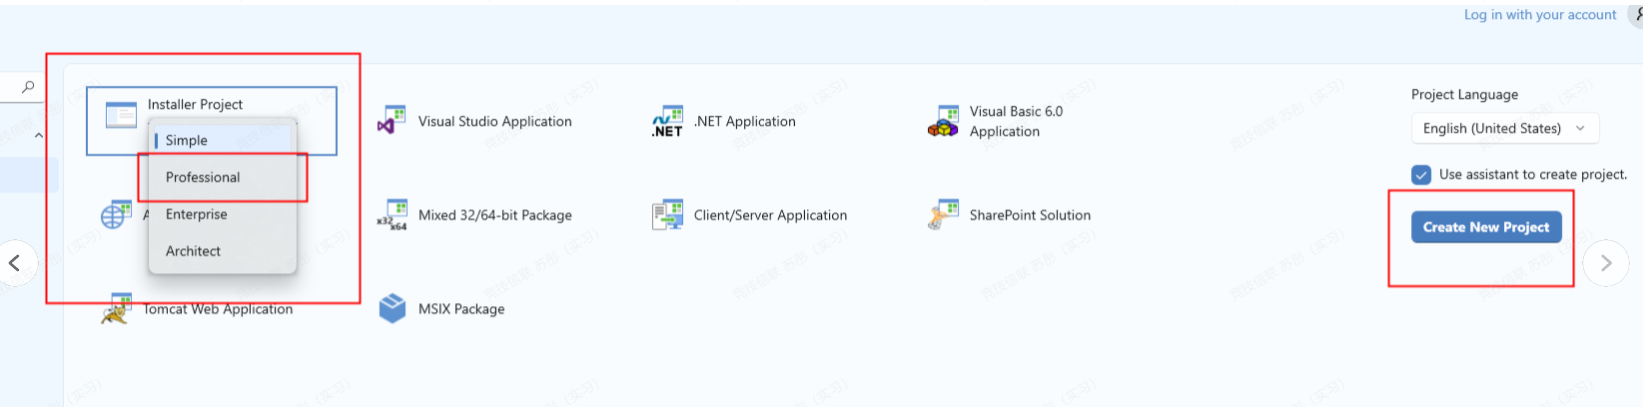 Log in with your account
Installer Project
Simple
Professional
Enterprise
Architect
Visual Studio Application
.NET
.NET Application
Visual Basic 6.0
Application
Project Language
English (United States)
Use assistant to create project.
Create New Project
A
x32
x64
Mixed 32/64-bit Package
Client/Server Application
SharePoint Solution
Tomcat Web Application
MSIX Package